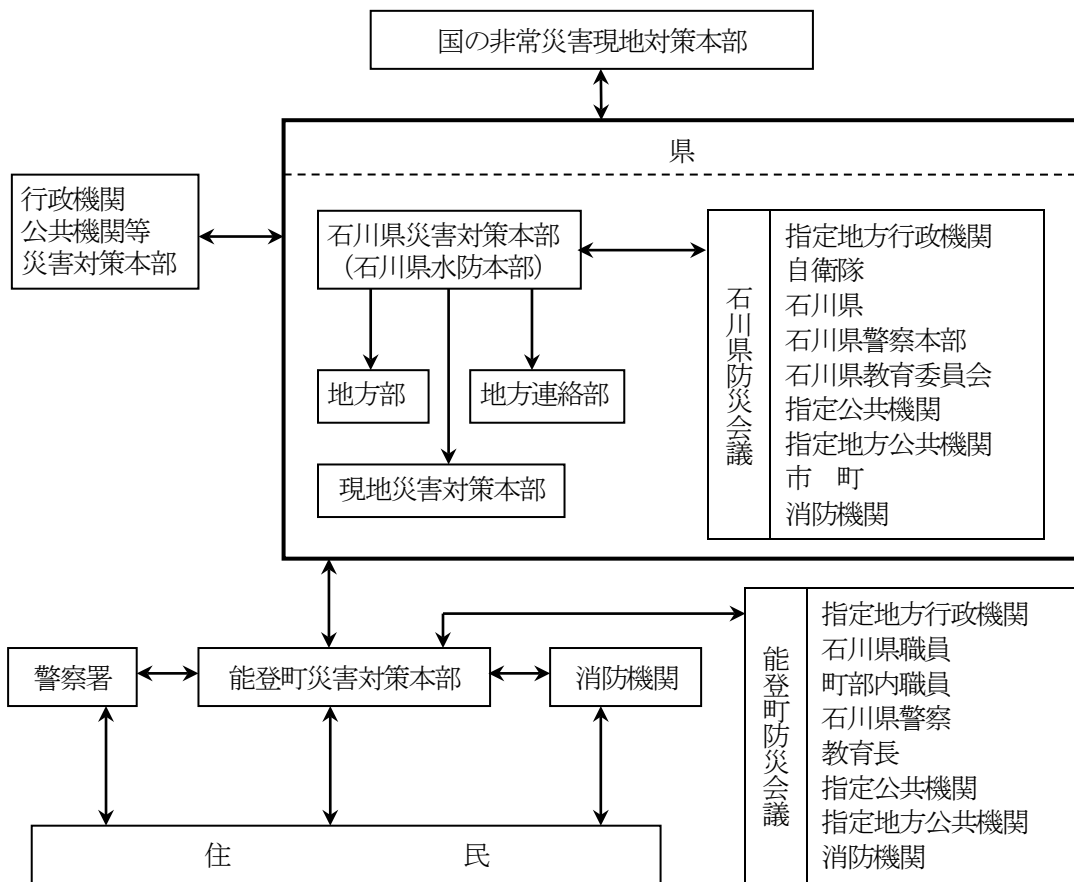 国の非常災害現地対策本部
県
行政機関
公共機関等
災害対策本部
石川県災害対策本部
（石川県水防本部）
地方部
地方連絡部
現地災害対策本部
石川県防災会議
指定地方行政機関
自衛隊
石川県
石川県警察本部
石川県教育委員会
指定公共機関
指定地方公共機関
市　町
消防機関
警察署
能登町災害対策本部
消防機関
能登町防災会議
指定地方行政機関
石川県職員
町部内職員
石川県警察
教育長
指定公共機関
指定地方公共機関
消防機関
住　民